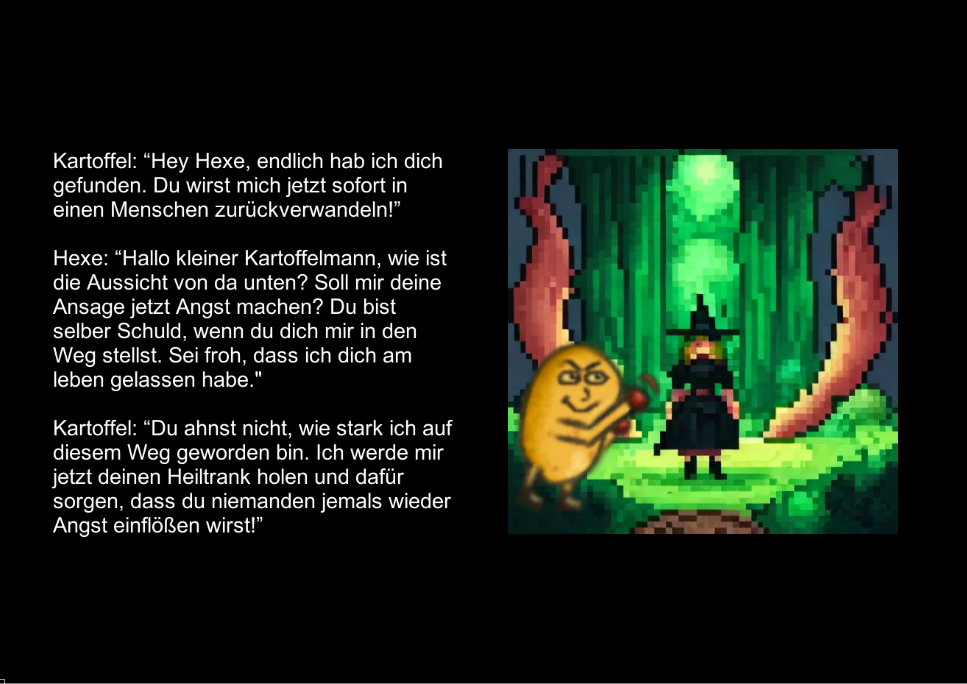 Kartoffel: “Hey Hexe, endlich hab ich dich
gefunden. Du wirst mich jetzt sofort in
einen Menschen zurückverwandeln!”
Hexe: “Hallo kleiner Kartoffelmann, wie ist
die Aussicht von da unten? Soll mir deine
Ansage jetzt Angst machen? Du bist
selber Schuld, wenn du dich mir in den
Weg stellst. Sei froh, dass ich dich am
leben gelassen habe."
Kartoffel: “Du ahnst nicht, wie stark ich auf
diesem Weg geworden bin. Ich werde mir
jetzt deinen Heiltrank holen und dafür
sorgen, dass du niemanden jemals wieder
Angst einflößen wirst!”